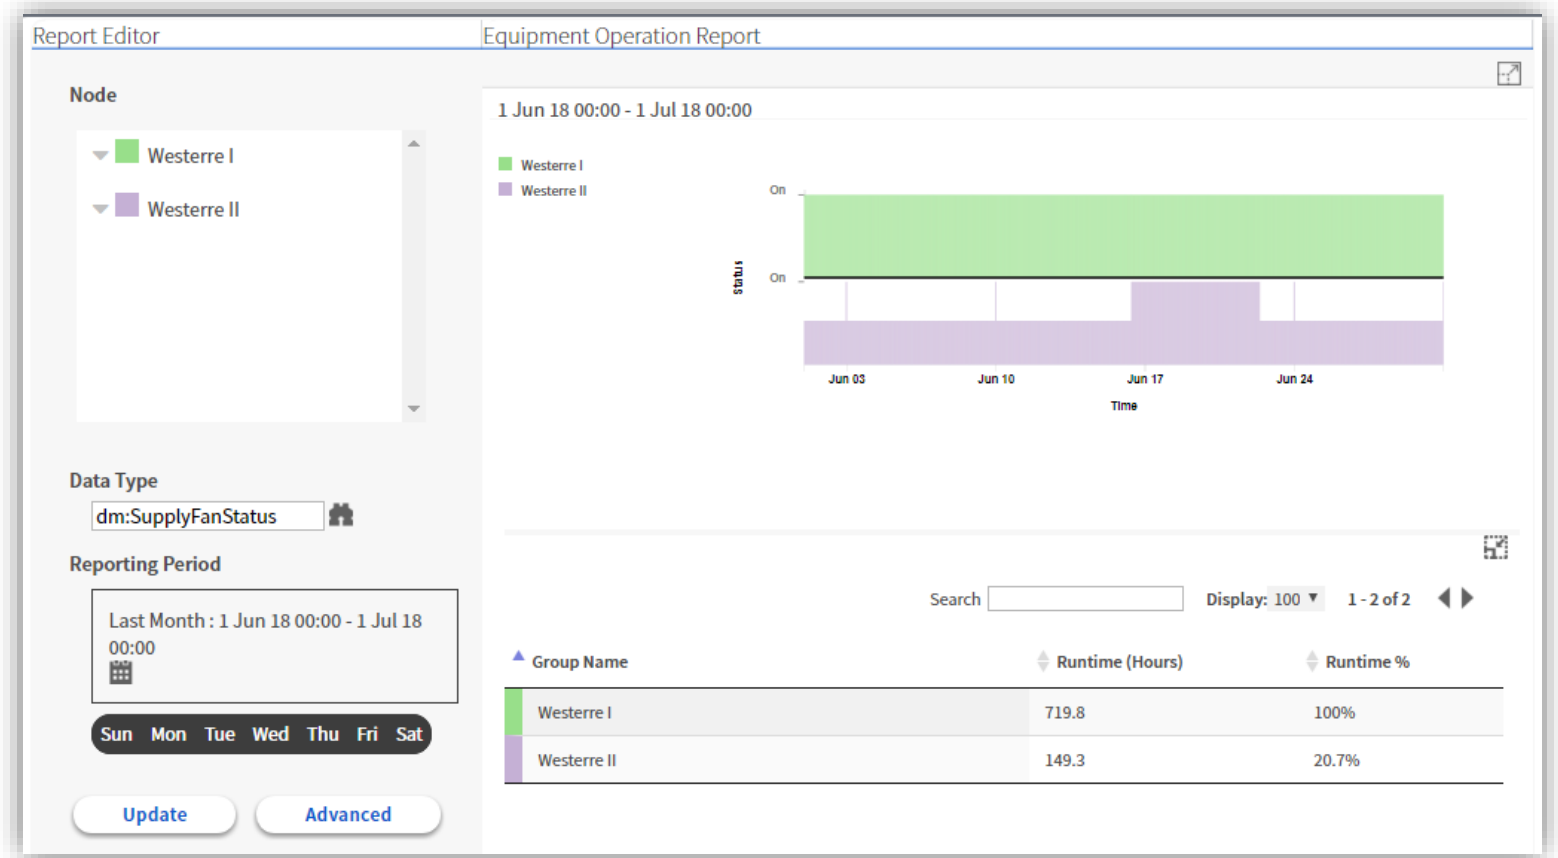 Report Editor
Equipment Operation Report
Node
Westerre I
Westerre II
Data Type
dm:SupplyFanStatus
Reporting Period
Last Month : 1 Jun 18 00:00 - 1 Jul 18
00:00
Sun Mon Tue Wed Thu Fri Sat
Update Advanced
1 Jun 18 00:00 - 1 Jul 18 00:00
Westerre I
Westerre II
On
On
Status
Jun 03 Jun 10 Jun 17 Jun 24
Time
Search Display: 100 1 - 2 of 2
Group Name Runtime (Hours) Runtime %
Westerre I 719.8 100%
Westerre II 149.3 20.7%